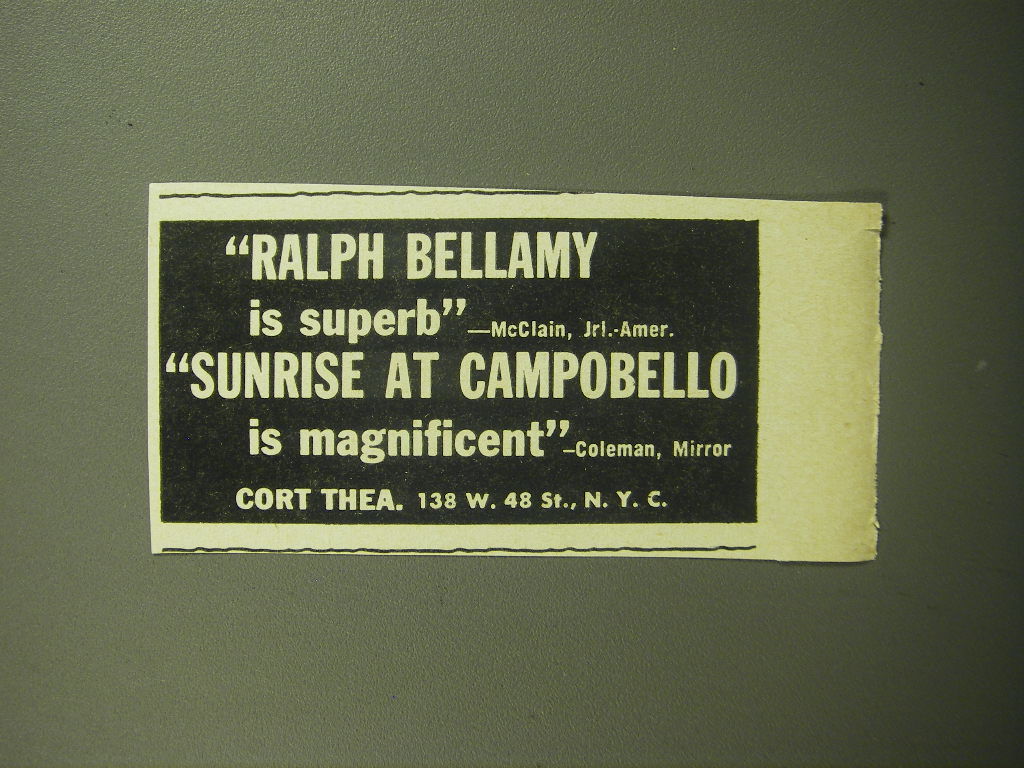 “RALPH BELLAMY
is superb” —McClain, Jrl.-Amer.
“SUNRISE AT CAMPOBELLO
is magnificent” –Coleman, Mirror
CORT THEA. 138 W. 48 St., N. Y. C.